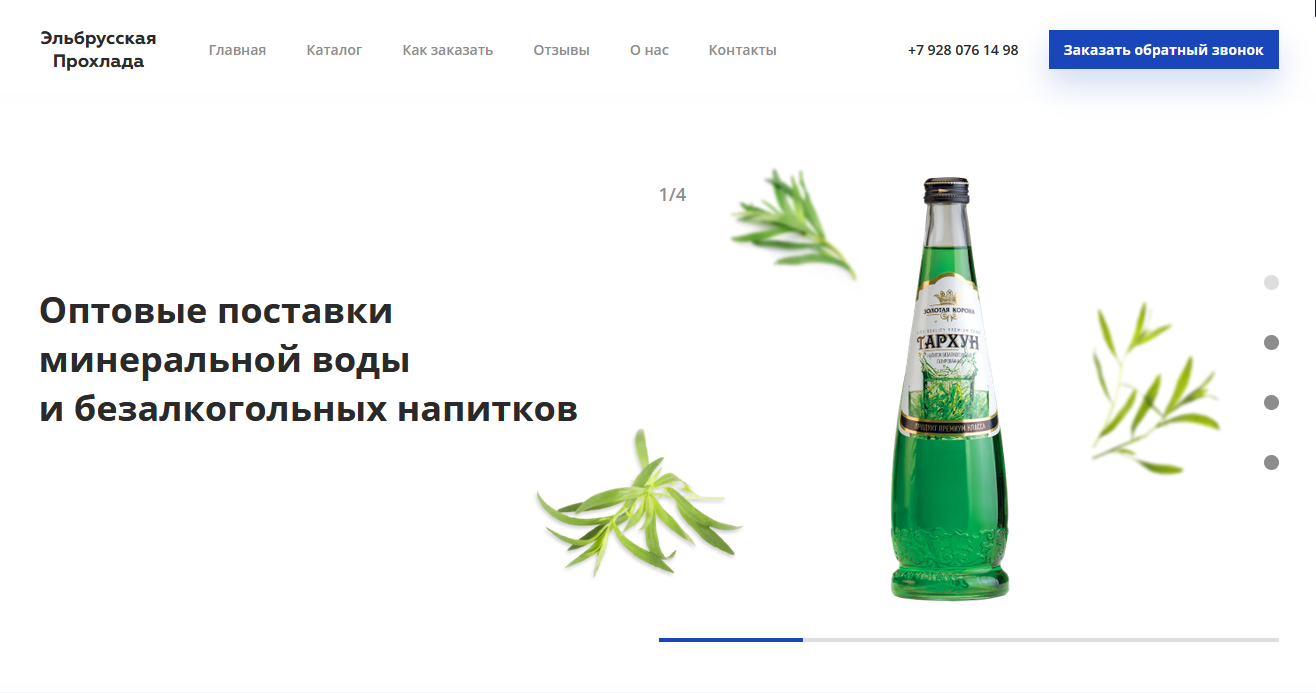 Эльбрусская
Прохлада
Главная
Каталог
Как заказать
Отзывы
О нас
Контакты
+7 928 076 14 98
Заказать обратный звонок
1/4
Оптовые поставки
минеральной воды
и безалкогольных напитков
ЗОЛОТАЯ КОРОНА
ТАРХУН
ПРОДУКТ ПРЕМИУМ КЛАССА